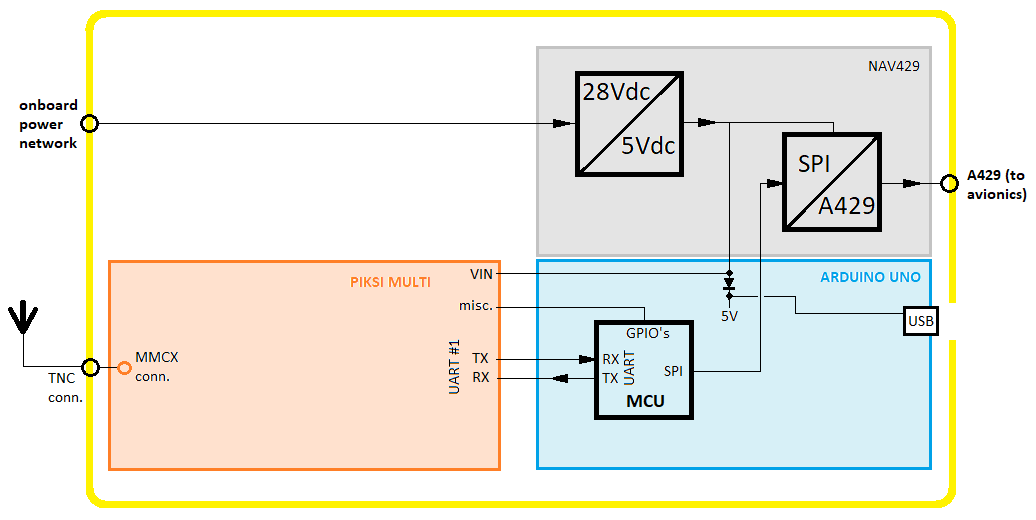 NAV429
28Vdc
5Vdc
onboard
power
network
SPI
A429
A429 (to
avionics)
PIKSI MULTI
VIN
ARDUINO UNO
misc.
5V
USB
GPIO's
UART #1
TX
RX
RX
TX
UART
SPI
MCU
MMCX
conn.
TNC
conn.